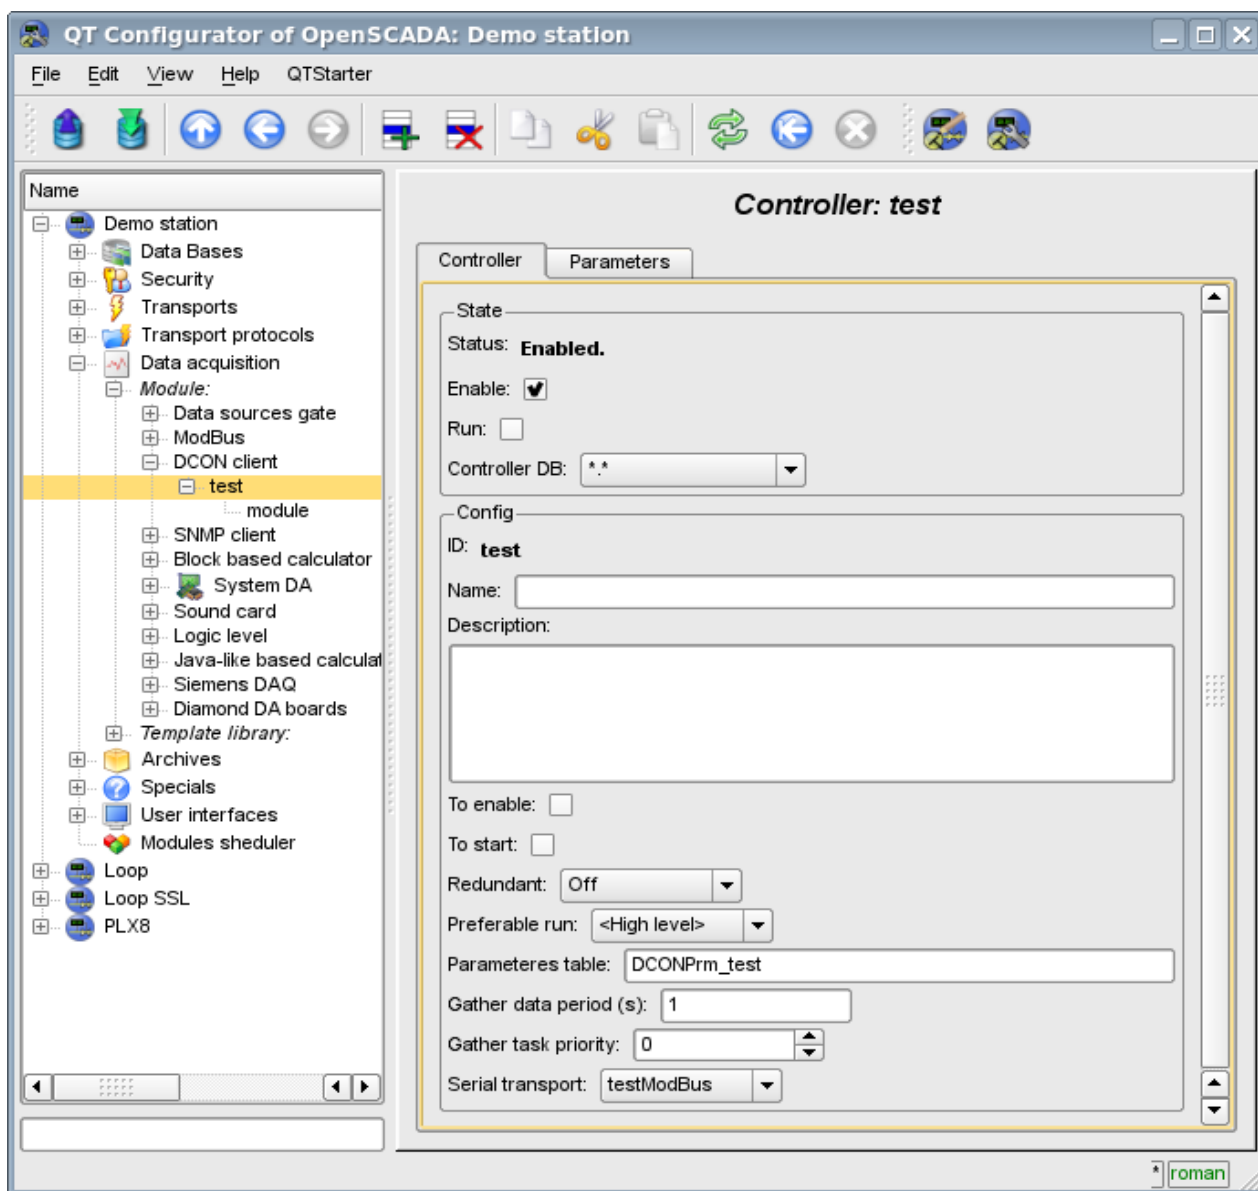 QT Configurator of OpenSCADA: Demo station
File Edit View Help QTStarter
Name
Demo station
Data Bases
Security
Transports
Transport protocols
Data acquisition
Module:
Data sources gate
ModBus
DCON client
test
module
SNMP client
Block based calculator
System DA
Sound card
Logic level
Java-like based calculat
Siemens DAQ
Diamond DA boards
Template library:
Archives
Specials
User interfaces
Modules sheduler
Loop
Loop SSL
PLX8
Controller: test
Controller Parameters
State
Status: Enabled.
Enable:
Run:
Controller DB: *.*
Config
ID: test
Name:
Description:
To enable:
To start:
Redundant: Off
Preferable run: <High level>
Parameteres table: DCONPrm_test
Gather data period (s): 1
Gather task priority: 0
Serial transport: testModBus
* roman